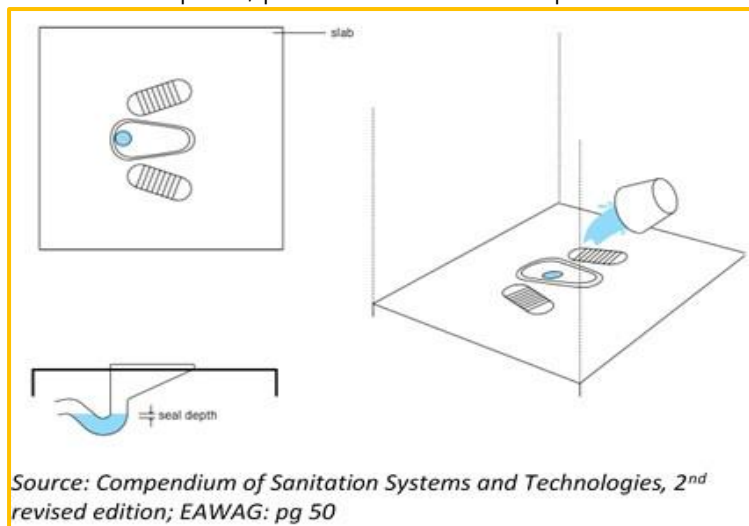 slab
seal depth
Source: Compendium of Sanitation Systems and Technologies, 2nd
revised edition; EAWAG: pg 50